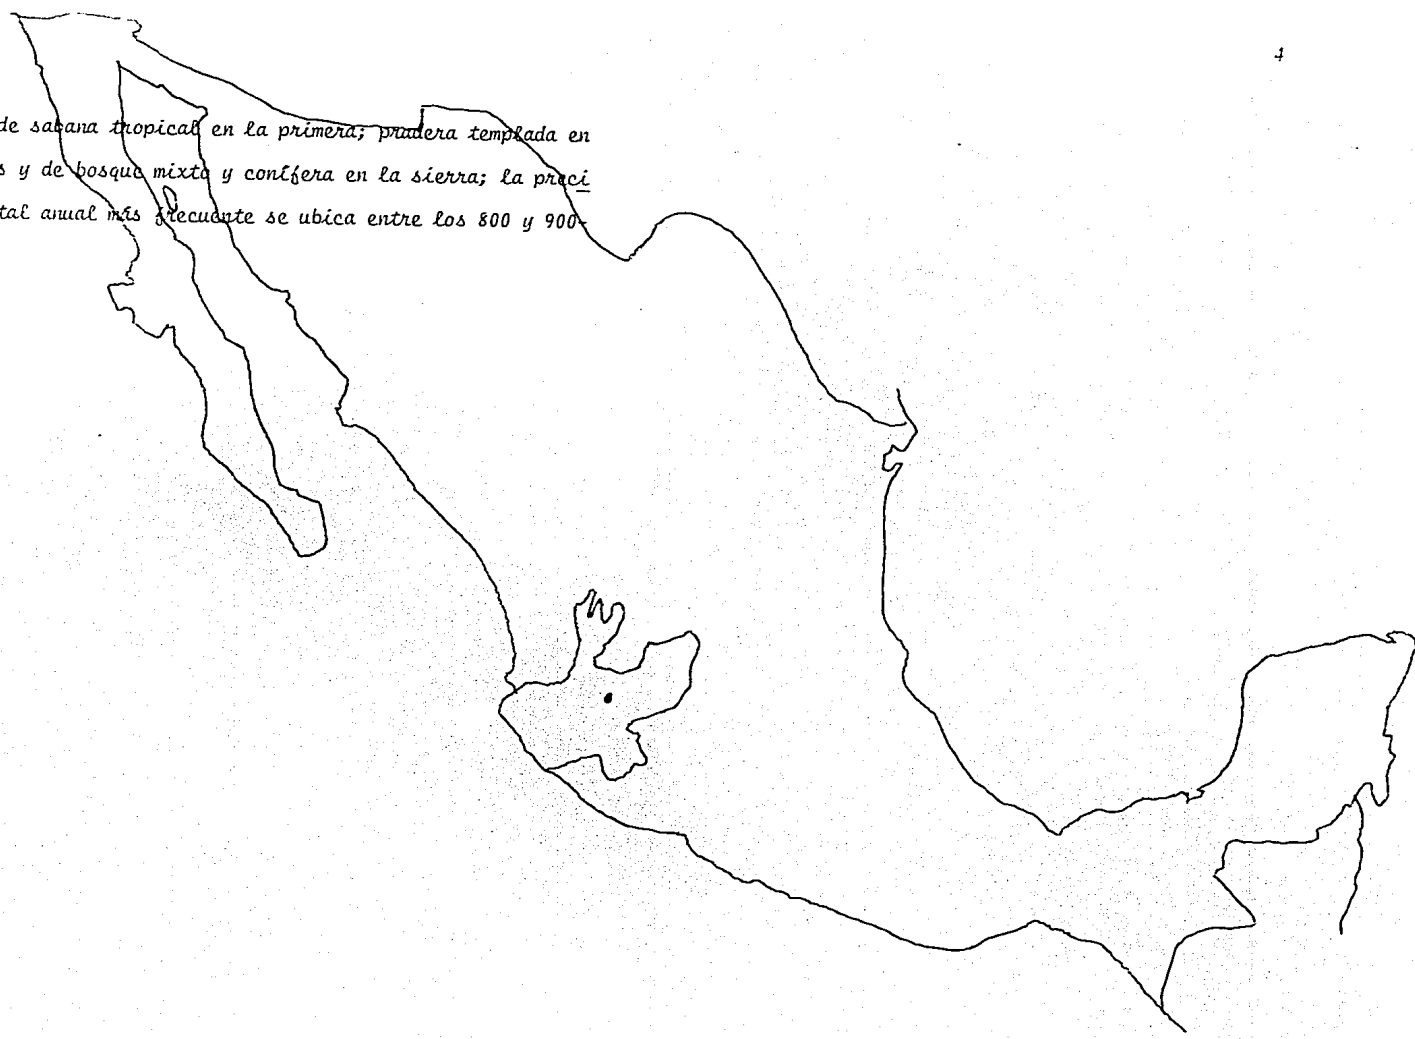 4
de sabana tropical en la primera; pradera templada en
s y de bosque mixto y conífera en la sierra; la preci
tal anual más frecuente se ubica entre los 800 y 900-